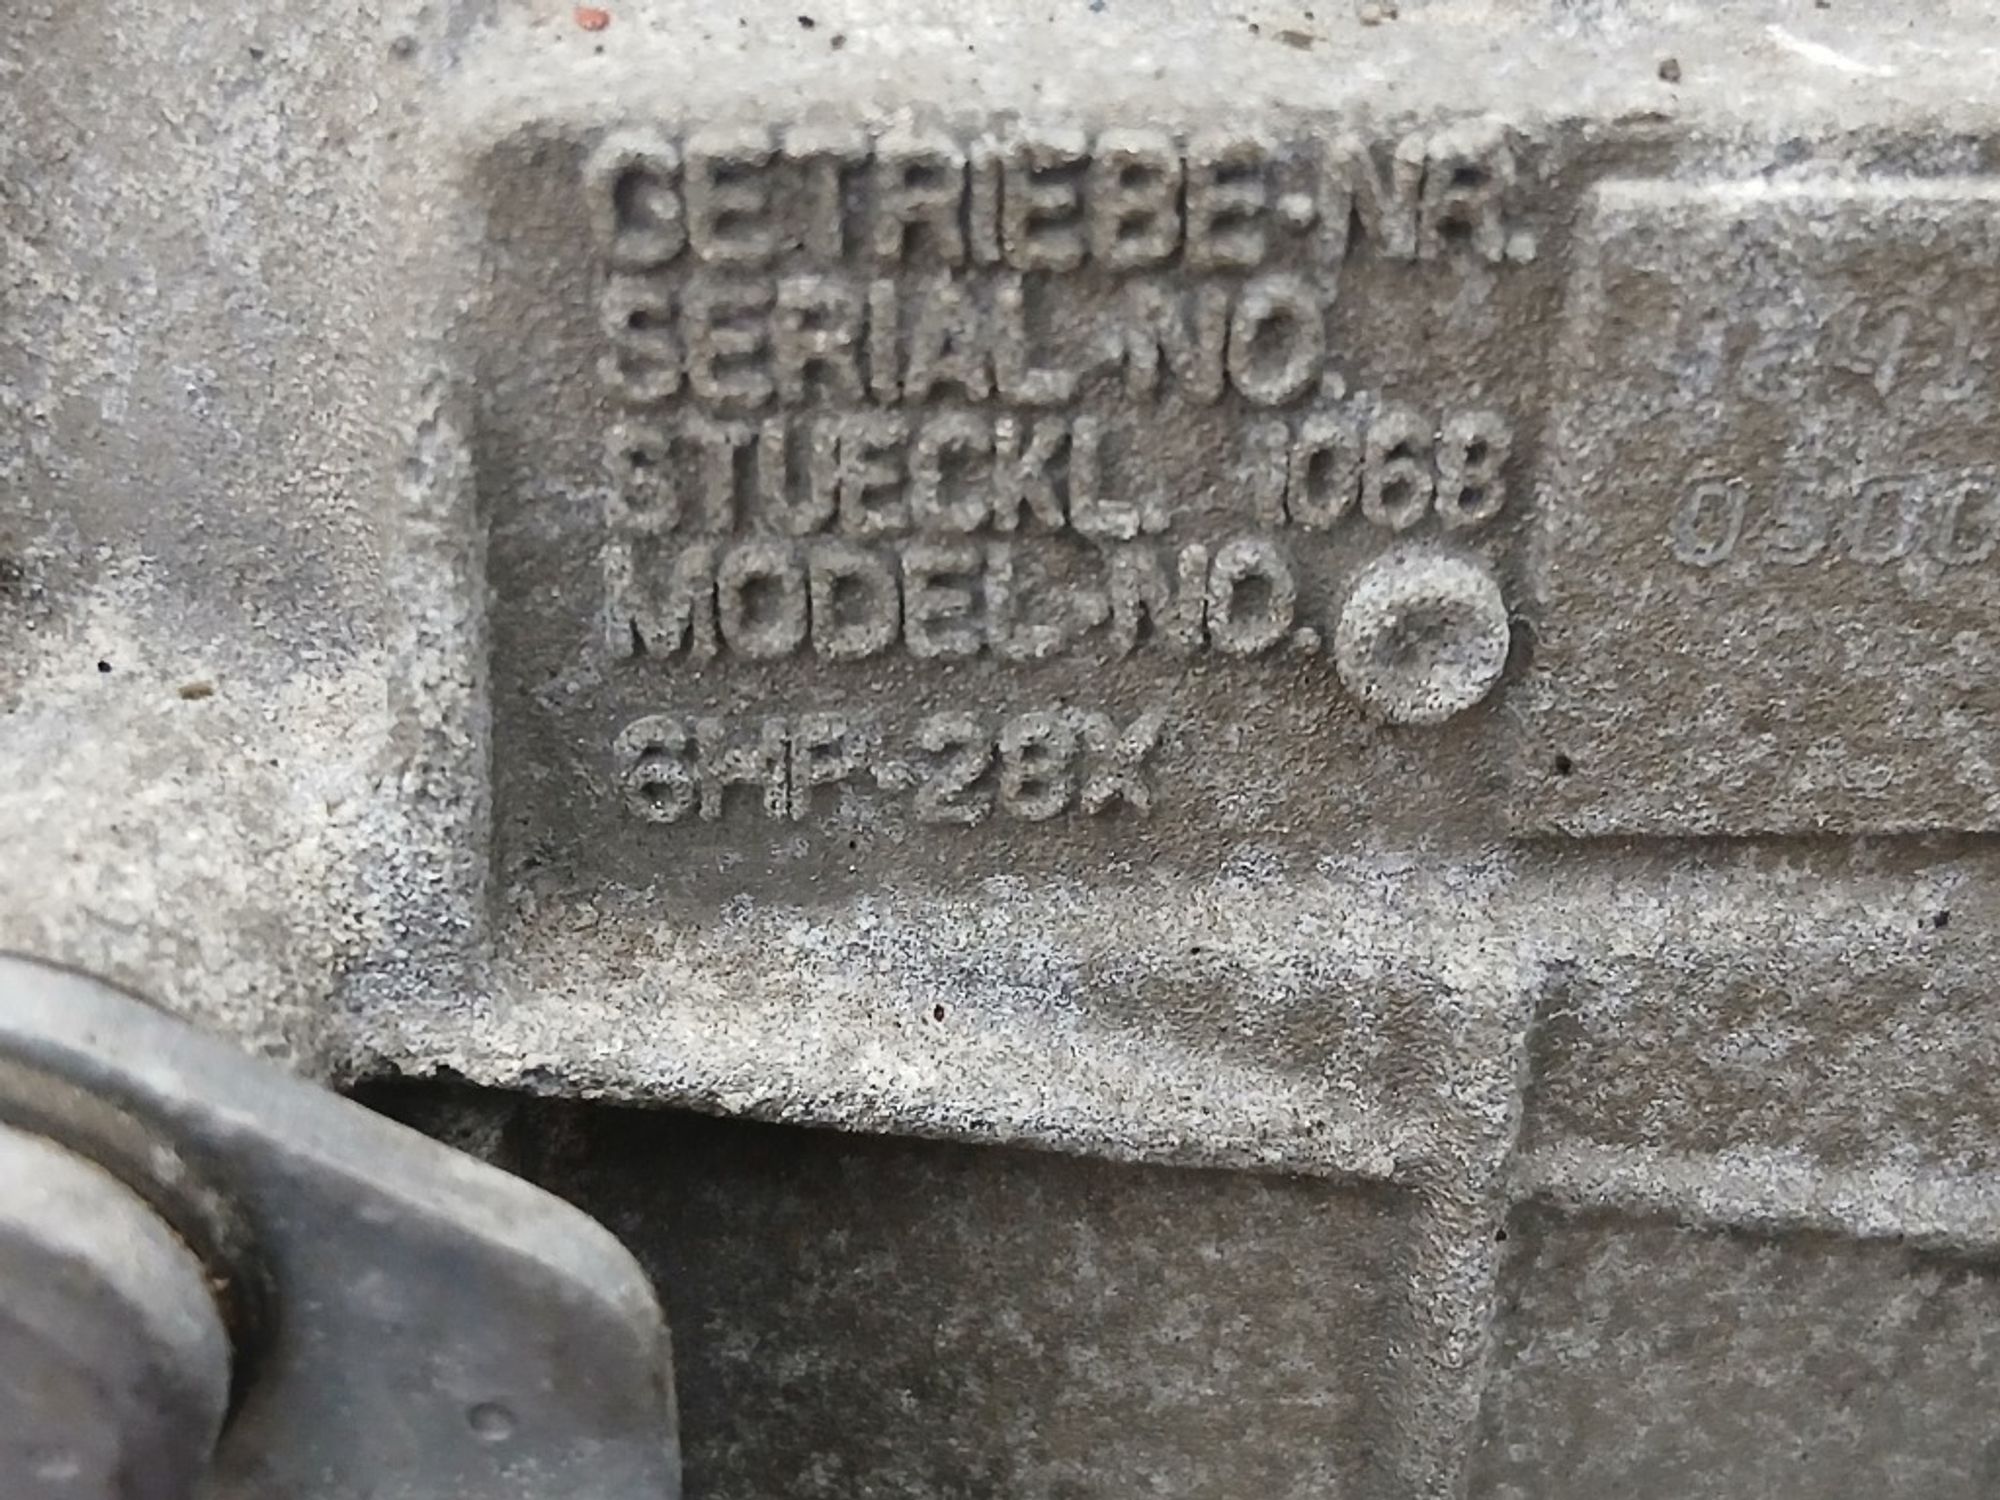 GETRIEBE-NR.
SERIAL-NO.
STUECKL. 1068
MODEL-NO.
6HP-28X